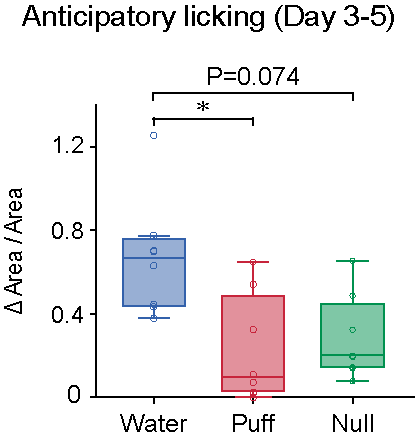 Anticipatory licking (Day 3-5)
P=0.074
*
1.2
0.8
0.4
0
Δ Area / Area
Water Puff Null